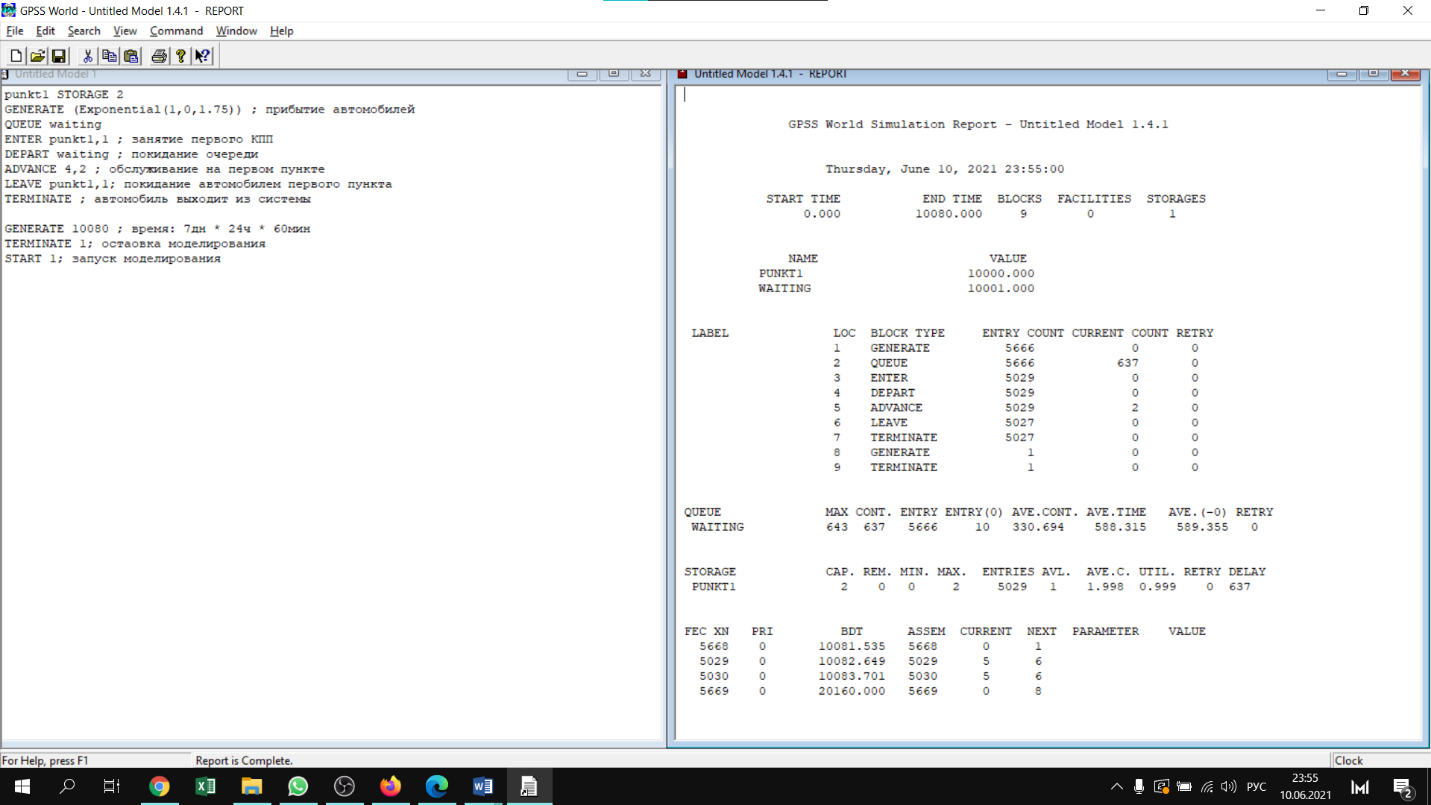 GPSS World - Untitled Model 1.4.1 - REPORT
File Edit Search View Command Window Help
Untitled Model 1
punkt1 STORAGE 2
GENERATE (Exponential(1,0,1.75)) ; прибытие автомобилей
QUEUE waiting
ENTER punkt1,1 ; занятие первого КПП
DEPART waiting ; покидание очереди
ADVANCE 4,2 ; обслуживание на первом пункте
LEAVE punkt1,1; покидание автомобилем первого пункта
TERMINATE ; автомобиль выходит из системы
GENERATE 10080 ; время: 7дн * 24ч * 60мин
TERMINATE 1; остаовка моделирования
START 1; запуск моделирования
Untitled Model 1.4.1 - REPORT
GPSS World Simulation Report - Untitled Model 1.4.1
Thursday, June 10, 2021 23:55:00
START TIME END TIME BLOCKS FACILITIES STORAGES
0.000 10080.000 9 0 1
NAME VALUE
PUNKT1 10000.000
WAITING 10001.000
LABEL LOC BLOCK TYPE ENTRY COUNT CURRENT COUNT RETRY
1 GENERATE 5666 0 0
2 QUEUE 5666 637 0
3 ENTER 5029 0 0
4 DEPART 5029 0 0
5 ADVANCE 5029 2 0
6 LEAVE 5027 0 0
7 TERMINATE 5027 0 0
8 GENERATE 1 0 0
9 TERMINATE 1 0 0
QUEUE MAX CONT. ENTRY ENTRY(0) AVE.CONT. AVE.TIME AVE.(-0) RETRY
WAITING 643 637 5666 10 330.694 588.315 589.355 0
STORAGE CAP. REM. MIN. MAX. ENTRIES AVL. AVE.C. UTIL. RETRY DELAY
PUNKT1 2 0 0 2 5029 1 1.998 0.999 0 637
FEC XN PRI BDT ASSEM CURRENT NEXT PARAMETER VALUE
5668 0 10081.535 5668 0 1
5029 0 10082.649 5029 5 6
5030 0 10083.701 5030 5 6
5669 0 20160.000 5669 0 8
For Help, press F1 Report is Complete. Clock
РУС 23:55
10.06.2021
2